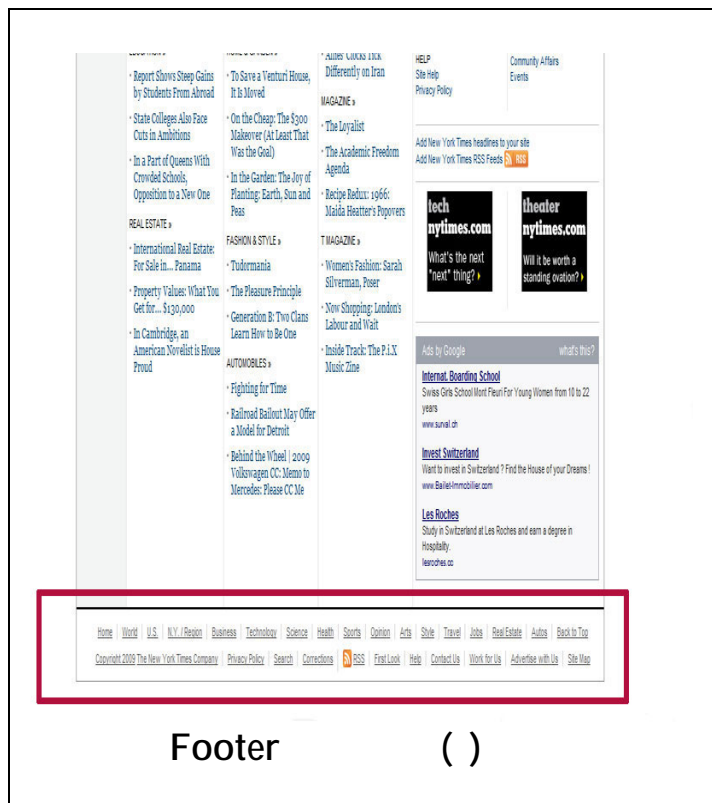 EDUCATION »
· Report Shows Steep Gains
by Students From Abroad
· State Colleges Also Face
Cuts in Ambitions
· In a Part of Queens With
Crowded Schools,
Opposition to a New One
REAL ESTATE »
· International Real Estate:
For Sale in... Panama
· Property Values: What You
Get for... $130,000
· In Cambridge, an
American Novelist is House
Proud
HOME & GARDEN »
· To Save a Venturi House,
It Is Moved
· On the Cheap: The $300
Makeover (At Least That
Was the Goal)
· In the Garden: The Joy of
Planting: Earth, Sun and
Peas
FASHION & STYLE »
· Tudormania
· The Pleasure Principle
· Generation B: Two Clans
Learn How to Be One
AUTOMOBILES »
· Fighting for Time
· Railroad Bailout May Offer
a Model for Detroit
· Behind the Wheel | 2009
Volkswagen CC: Memo to
Mercedes: Please CC Me
· Ames' Clocks Tick
Differently on Iran
MAGAZINE »
· The Loyalist
· The Academic Freedom
Agenda
· Recipe Redux: 1966:
Maida Heatter's Popovers
T MAGAZINE »
· Women's Fashion: Sarah
Silverman, Poser
· Now Shopping: London's
Labour and Wait
· Inside Track: The P.i.X
Music Zine
HELP
Site Help
Privacy Policy
Community Affairs
Events
Add New York Times headlines to your site
Add New York Times RSS Feeds RSS
tech
nytimes.com
What's the next
"next" thing?
theater
nytimes.com
Will it be worth a
standing ovation?
Ads by Google what's this?
Internat. Boarding School
Swiss Girls School Mont Fleuri For Young Women from 10 to 22
years
www.surval.ch
Invest Switzerland
Want to invest in Switzerland ? Find the House of your Dreams !
www.Bailet-Immobilier.com
Les Roches
Study in Switzerland at Les Roches and earn a degree in
Hospitality.
lesroches.cc
Home | World | U.S. | N.Y. / Region | Business | Technology | Science | Health | Sports | Opinion | Arts | Style | Travel | Jobs | Real Estate | Autos | Back to Top
Copyright 2009 The New York Times Company | Privacy Policy | Search | Corrections | RSS | First Look | Help | Contact Us | Work for Us | Advertise with Us | Site Map
Footer ( )